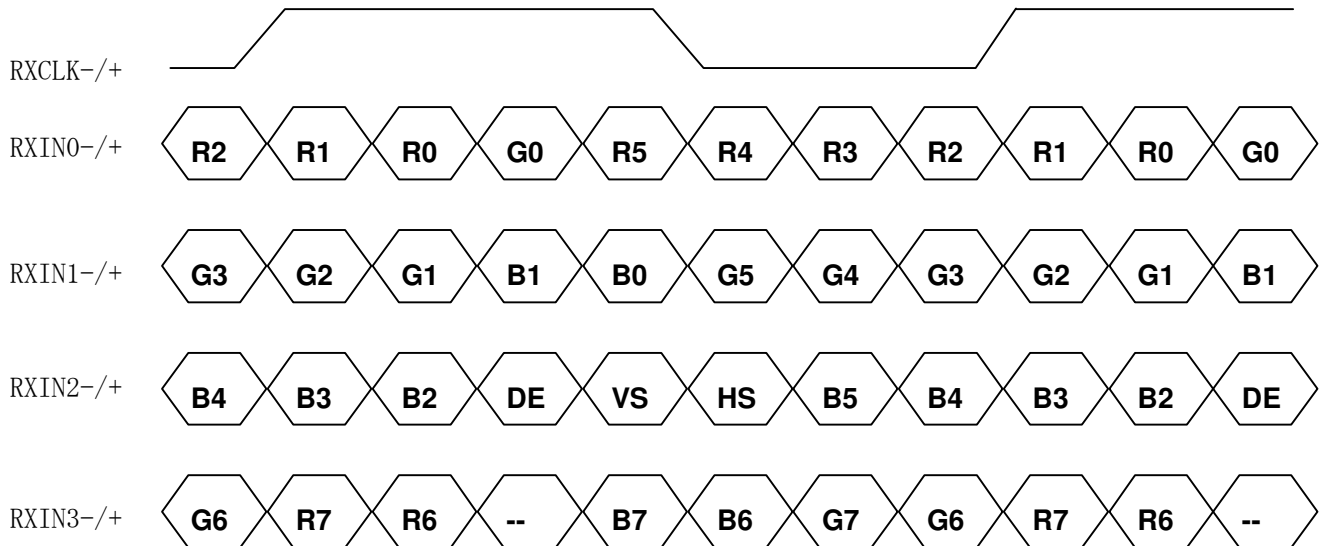 RXCLK-/+
RXIN0-/+ R2 R1 R0 G0 R5 R4 R3 R2 R1 R0 G0
RXIN1-/+ G3 G2 G1 B1 B0 G5 G4 G3 G2 G1 B1
RXIN2-/+ B4 B3 B2 DE VS HS B5 B4 B3 B2 DE
RXIN3-/+ G6 R7 R6 -- B7 B6 G7 G6 R7 R6 --